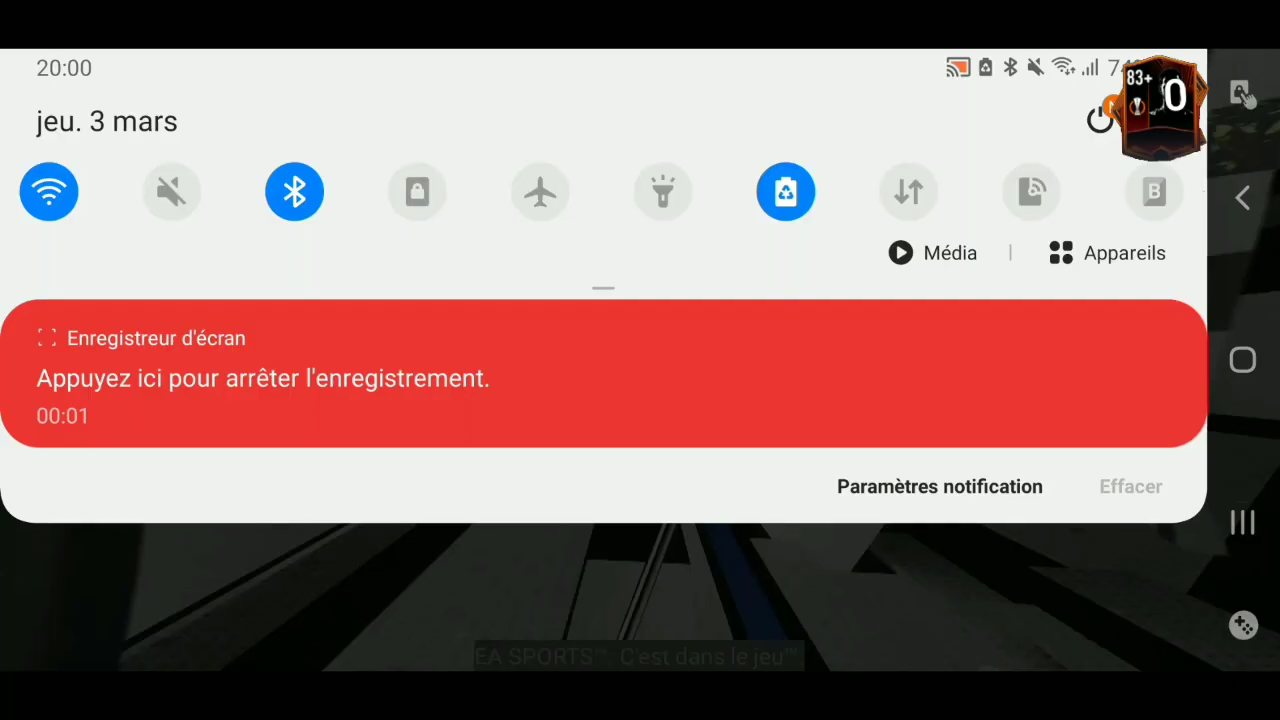 20:00
83+
0
jeu. 3 mars
B
Média | Appareils
Enregistreur d'écran
Appuyez ici pour arrêter l'enregistrement.
00:01
Paramètres notification
Effacer
EA SPORTS™. C'est dans le jeu™